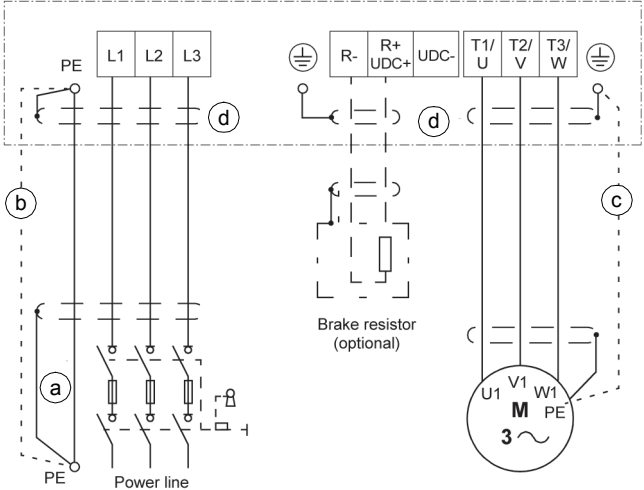 PE
L1 L2 L3
R-
R+
UDC+
UDC-
T1/
U
T2/
V
T3/
W
d
d
b
c
a
Brake resistor
(optional)
U1 V1 W1
M PE
3
PE
Power line